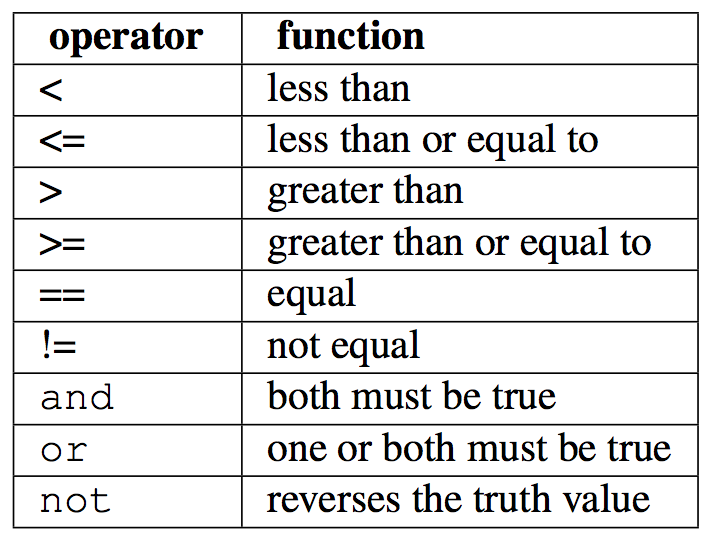 operator function
< less than
<= less than or equal to
> greater than
>= greater than or equal to
== equal
!= not equal
and both must be true
or one or both must be true
not reverses the truth value